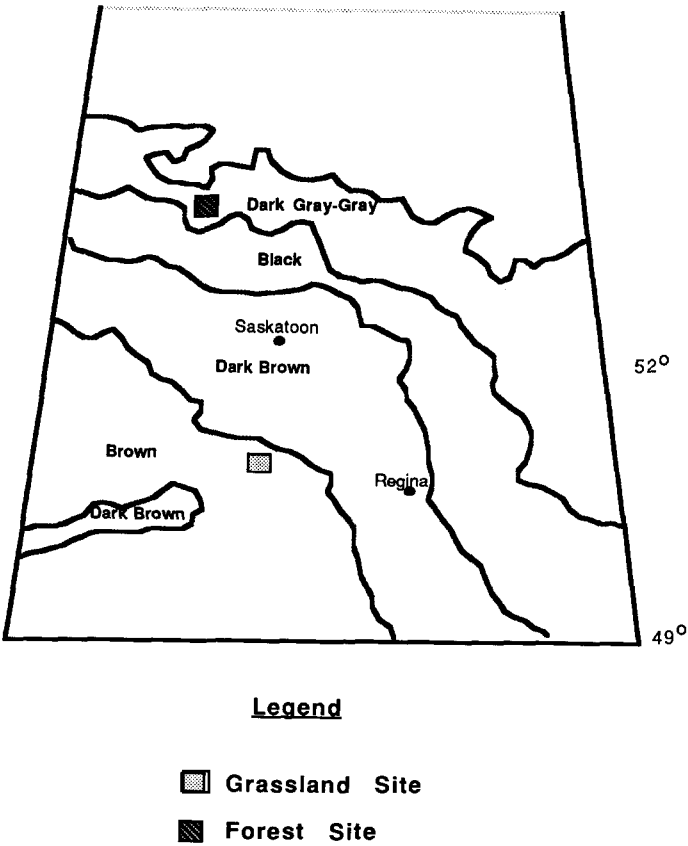 Dark Gray-Gray
Black
Saskatoon
Dark Brown
52°
Brown
Regina
Dark Brown
49°
Legend
Grassland Site
Forest Site